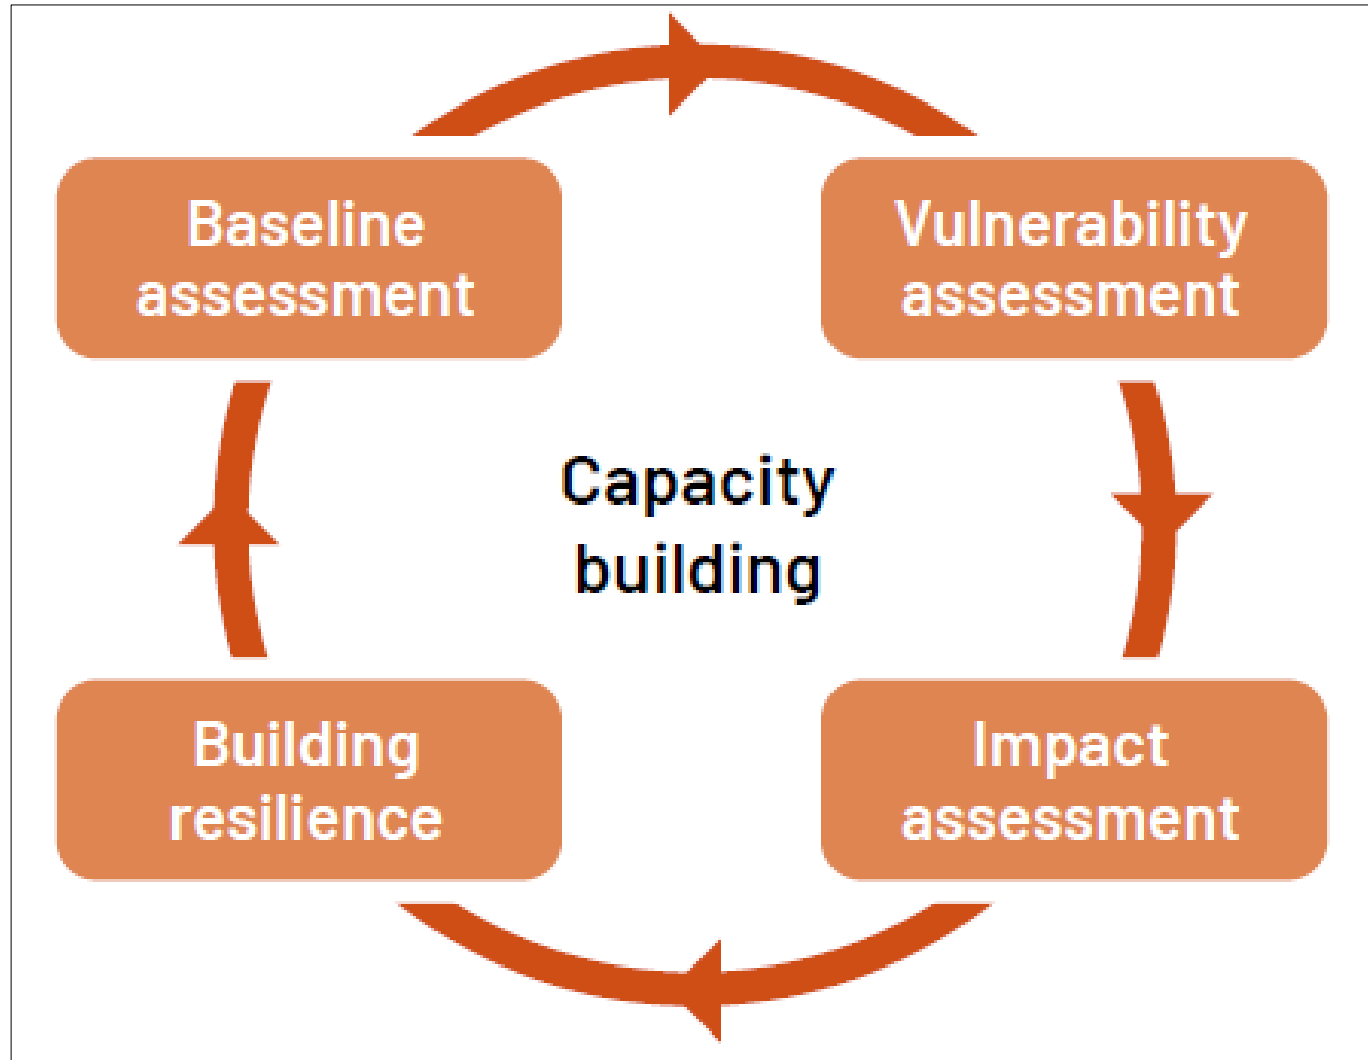 Baseline
assessment
Vulnerability
assessment
Capacity
building
Building
resilience
Impact
assessment